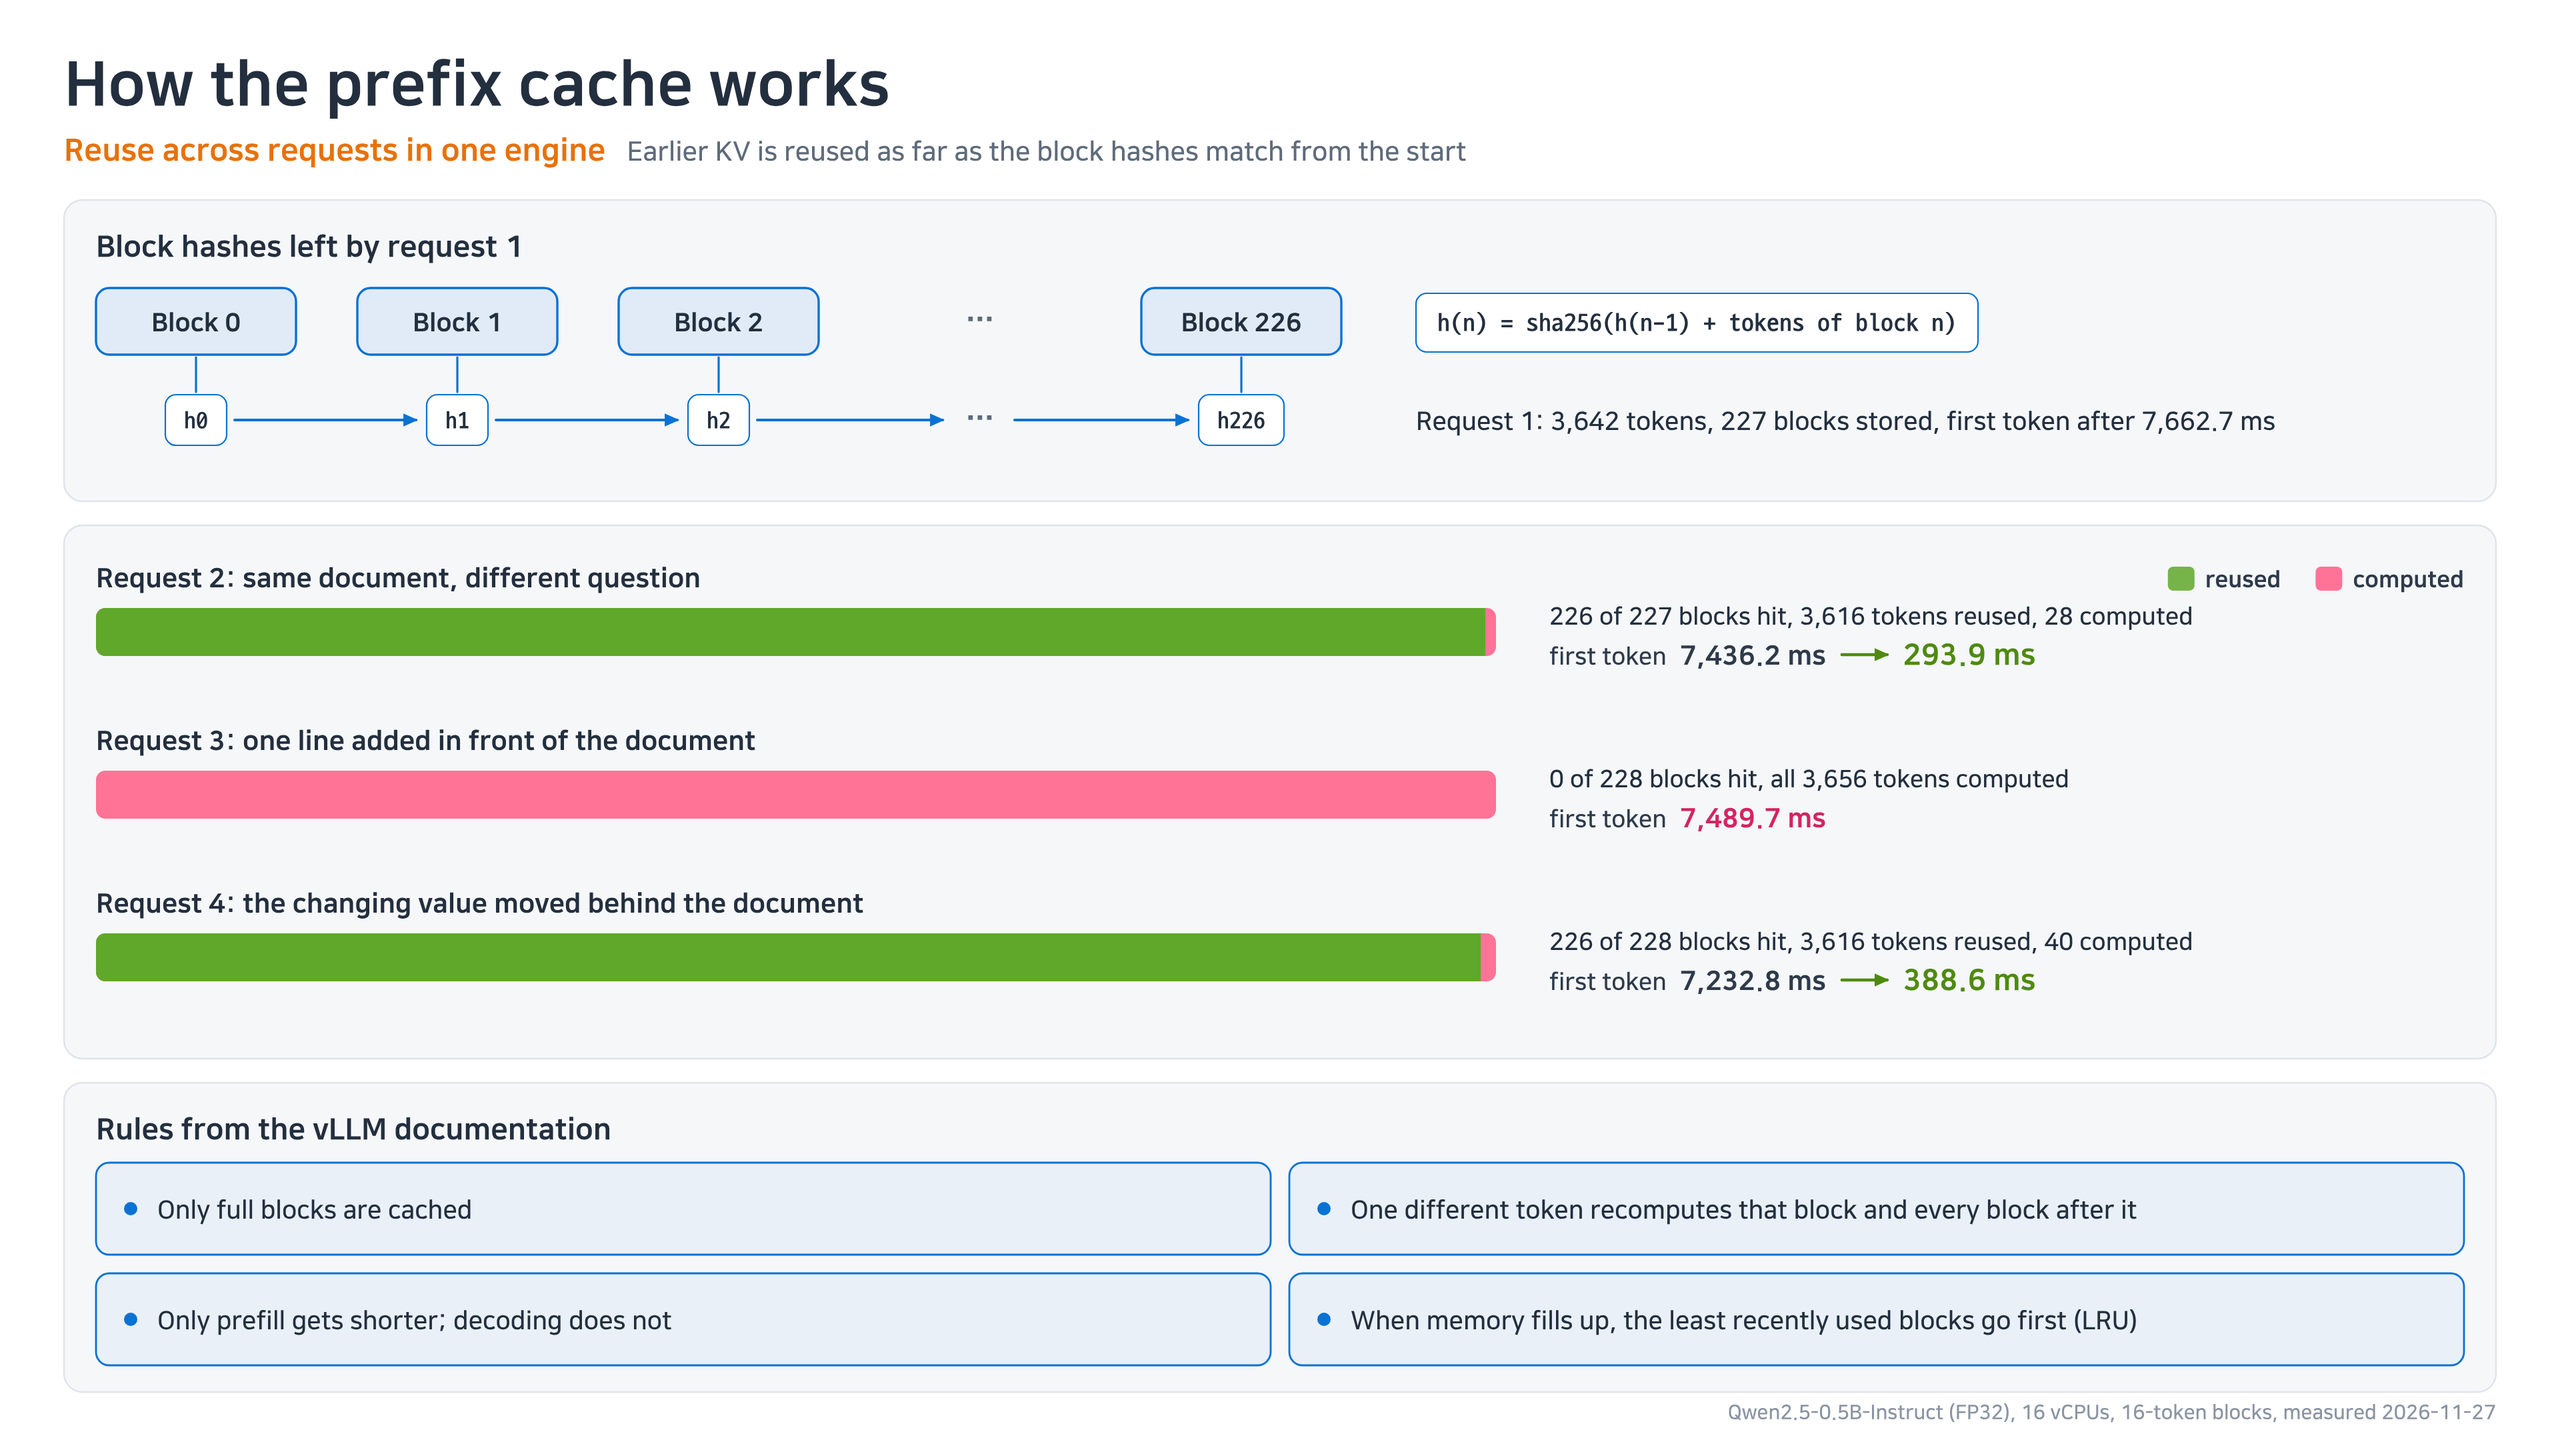 How the prefix cache works
Reuse across requests in one engine Earlier KV is reused as far as the block hashes match from the start
Block hashes left by request 1
Block 0 Block 1 Block 2 ... Block 226
h(n) = sha256(h(n-1) + tokens of block n)
h0 h1 h2 ... h226
Request 1: 3,642 tokens, 227 blocks stored, first token after 7,662.7 ms
Request 2: same document, different question
reused computed
226 of 227 blocks hit, 3,616 tokens reused, 28 computed
first token 7,436.2 ms → 293.9 ms
Request 3: one line added in front of the document
0 of 228 blocks hit, all 3,656 tokens computed
first token 7,489.7 ms
Request 4: the changing value moved behind the document
226 of 228 blocks hit, 3,616 tokens reused, 40 computed
first token 7,232.8 ms → 388.6 ms
Rules from the vLLM documentation
• Only full blocks are cached
• One different token recomputes that block and every block after it
• Only prefill gets shorter; decoding does not
• When memory fills up, the least recently used blocks go first (LRU)
Qwen2.5-0.5B-Instruct (FP32), 16 vCPUs, 16-token blocks, measured 2026-11-27